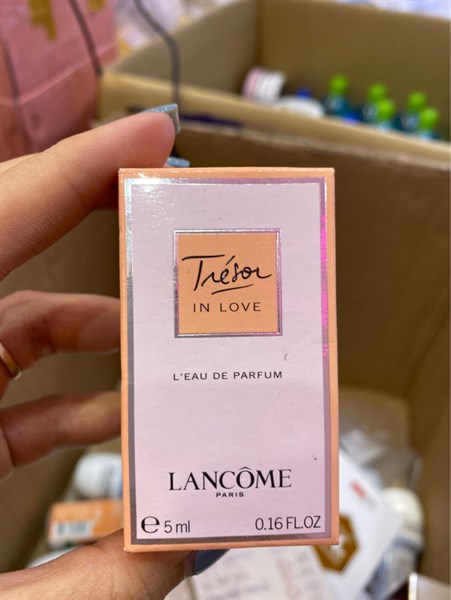 Trésor
IN LOVE
L'EAU DE PARFUM
LANCÔME
PARIS
℮ 5 ml 0.16 FL.OZ